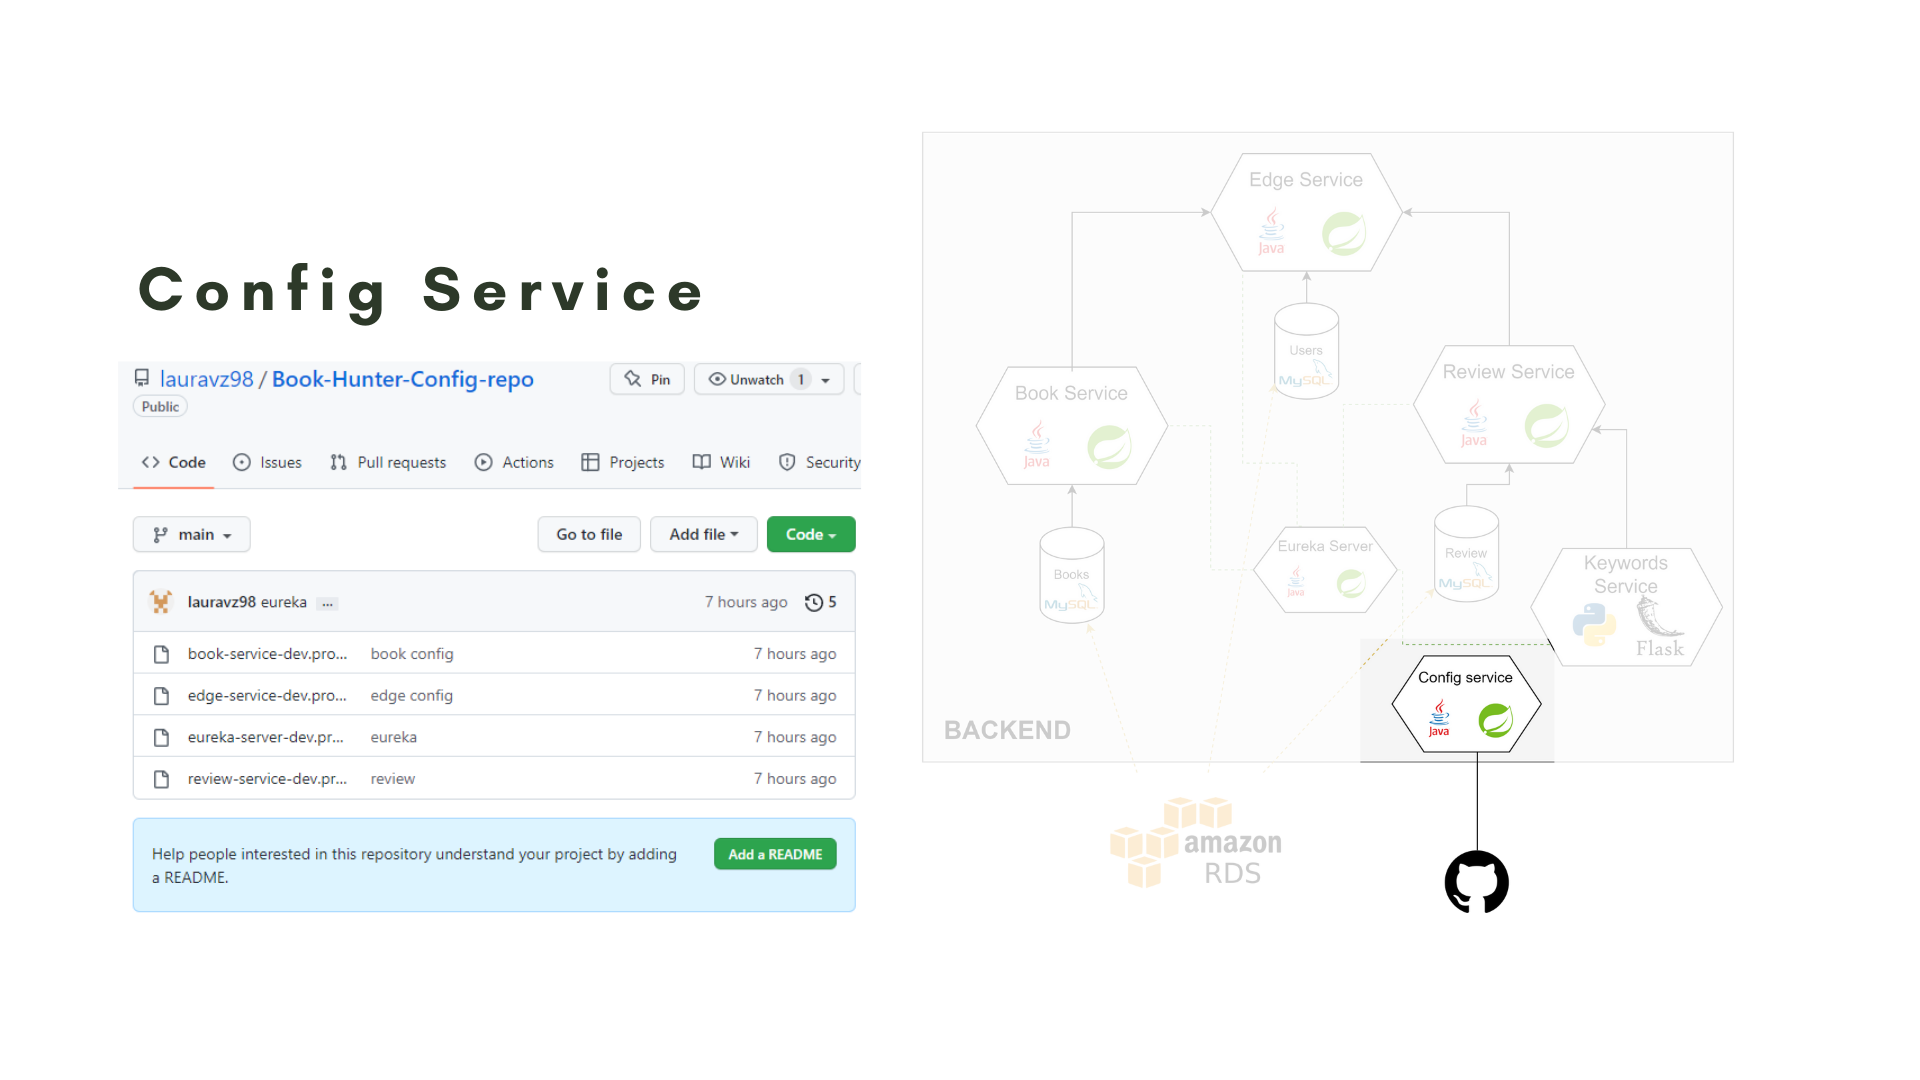 Config Service
lauravz98 / Book-Hunter-Config-repo
Pin
Unwatch 1
Public
Code
Issues
Pull requests
Actions
Projects
Wiki
Security
main
Go to file
Add file
Code
lauravz98 eureka ...
7 hours ago
5
book-service-dev.pro... book config 7 hours ago
edge-service-dev.pro... edge config 7 hours ago
eureka-server-dev.pr... eureka 7 hours ago
review-service-dev.pr... review 7 hours ago
Help people interested in this repository understand your project by adding
a README.
Add a README
Edge Service
Java
Users
MySQL
Book Service
Java
Review Service
Java
Books
MySQL
Eureka Server
Java
Review
MySQL
Keywords
Service
Flask
Config service
Java
BACKEND
amazon
RDS